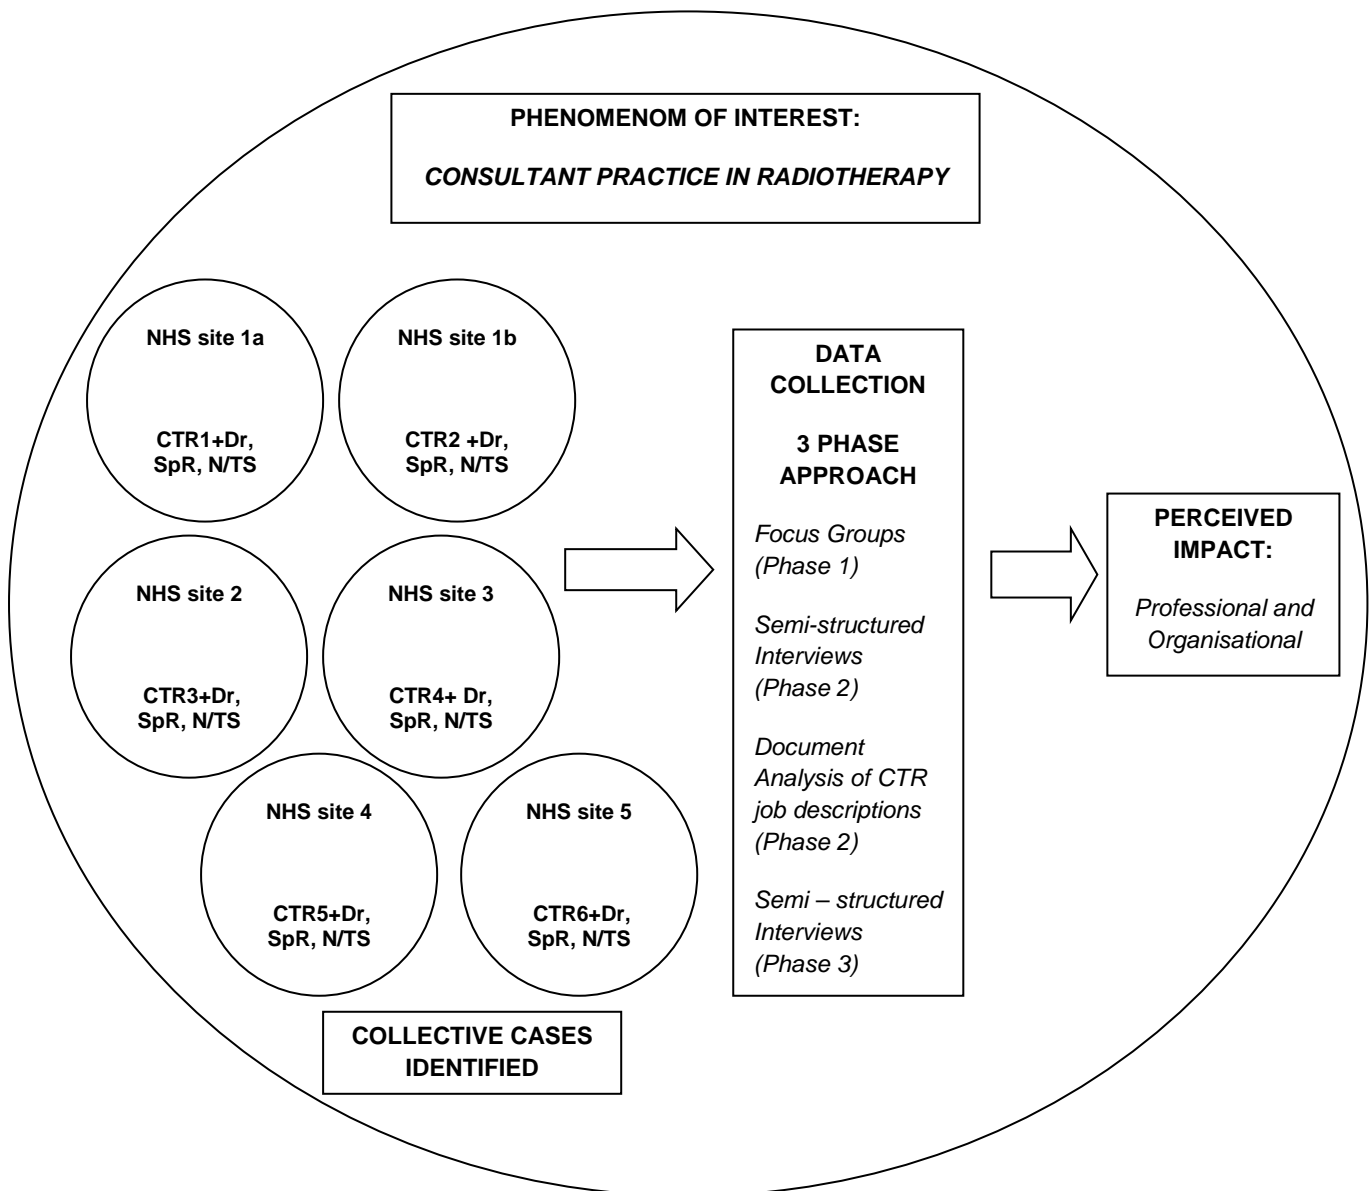 PHENOMENOM OF INTEREST:
CONSULTANT PRACTICE IN RADIOTHERAPY
NHS site 1a
CTR1+Dr,
SpR, N/TS
NHS site 1b
CTR2 +Dr,
SpR, N/TS
NHS site 2
CTR3+Dr,
SpR, N/TS
NHS site 3
CTR4+ Dr,
SpR, N/TS
NHS site 4
CTR5+Dr,
SpR, N/TS
NHS site 5
CTR6+Dr,
SpR, N/TS
COLLECTIVE CASES
IDENTIFIED
DATA
COLLECTION
3 PHASE
APPROACH
Focus Groups
(Phase 1)
Semi-structured
Interviews
(Phase 2)
Document
Analysis of CTR
job descriptions
(Phase 2)
Semi – structured
Interviews
(Phase 3)
PERCEIVED
IMPACT:
Professional and
Organisational